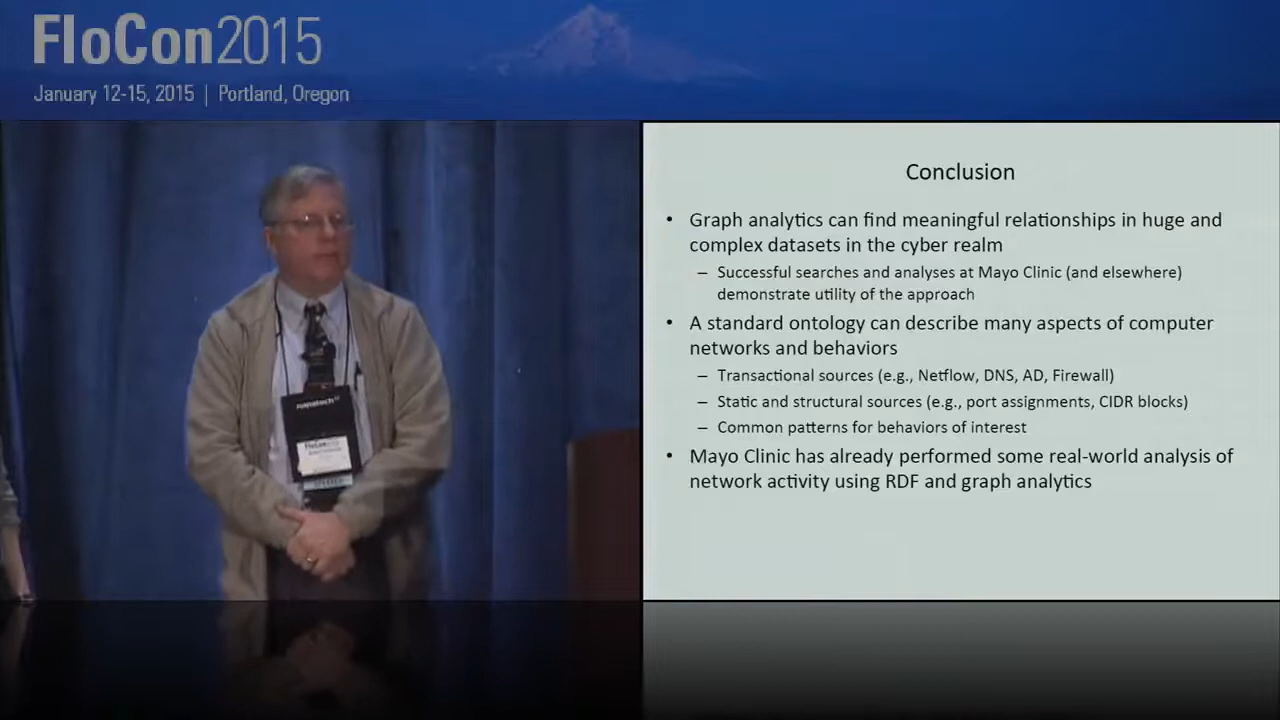 FloCon2015
January 12-15, 2015 | Portland, Oregon
Conclusion
• Graph analytics can find meaningful relationships in huge and
complex datasets in the cyber realm
– Successful searches and analyses at Mayo Clinic (and elsewhere)
demonstrate utility of the approach
• A standard ontology can describe many aspects of computer
networks and behaviors
– Transactional sources (e.g., Netflow, DNS, AD, Firewall)
– Static and structural sources (e.g., port assignments, CIDR blocks)
– Common patterns for behaviors of interest
• Mayo Clinic has already performed some real-world analysis of
network activity using RDF and graph analytics
napatech